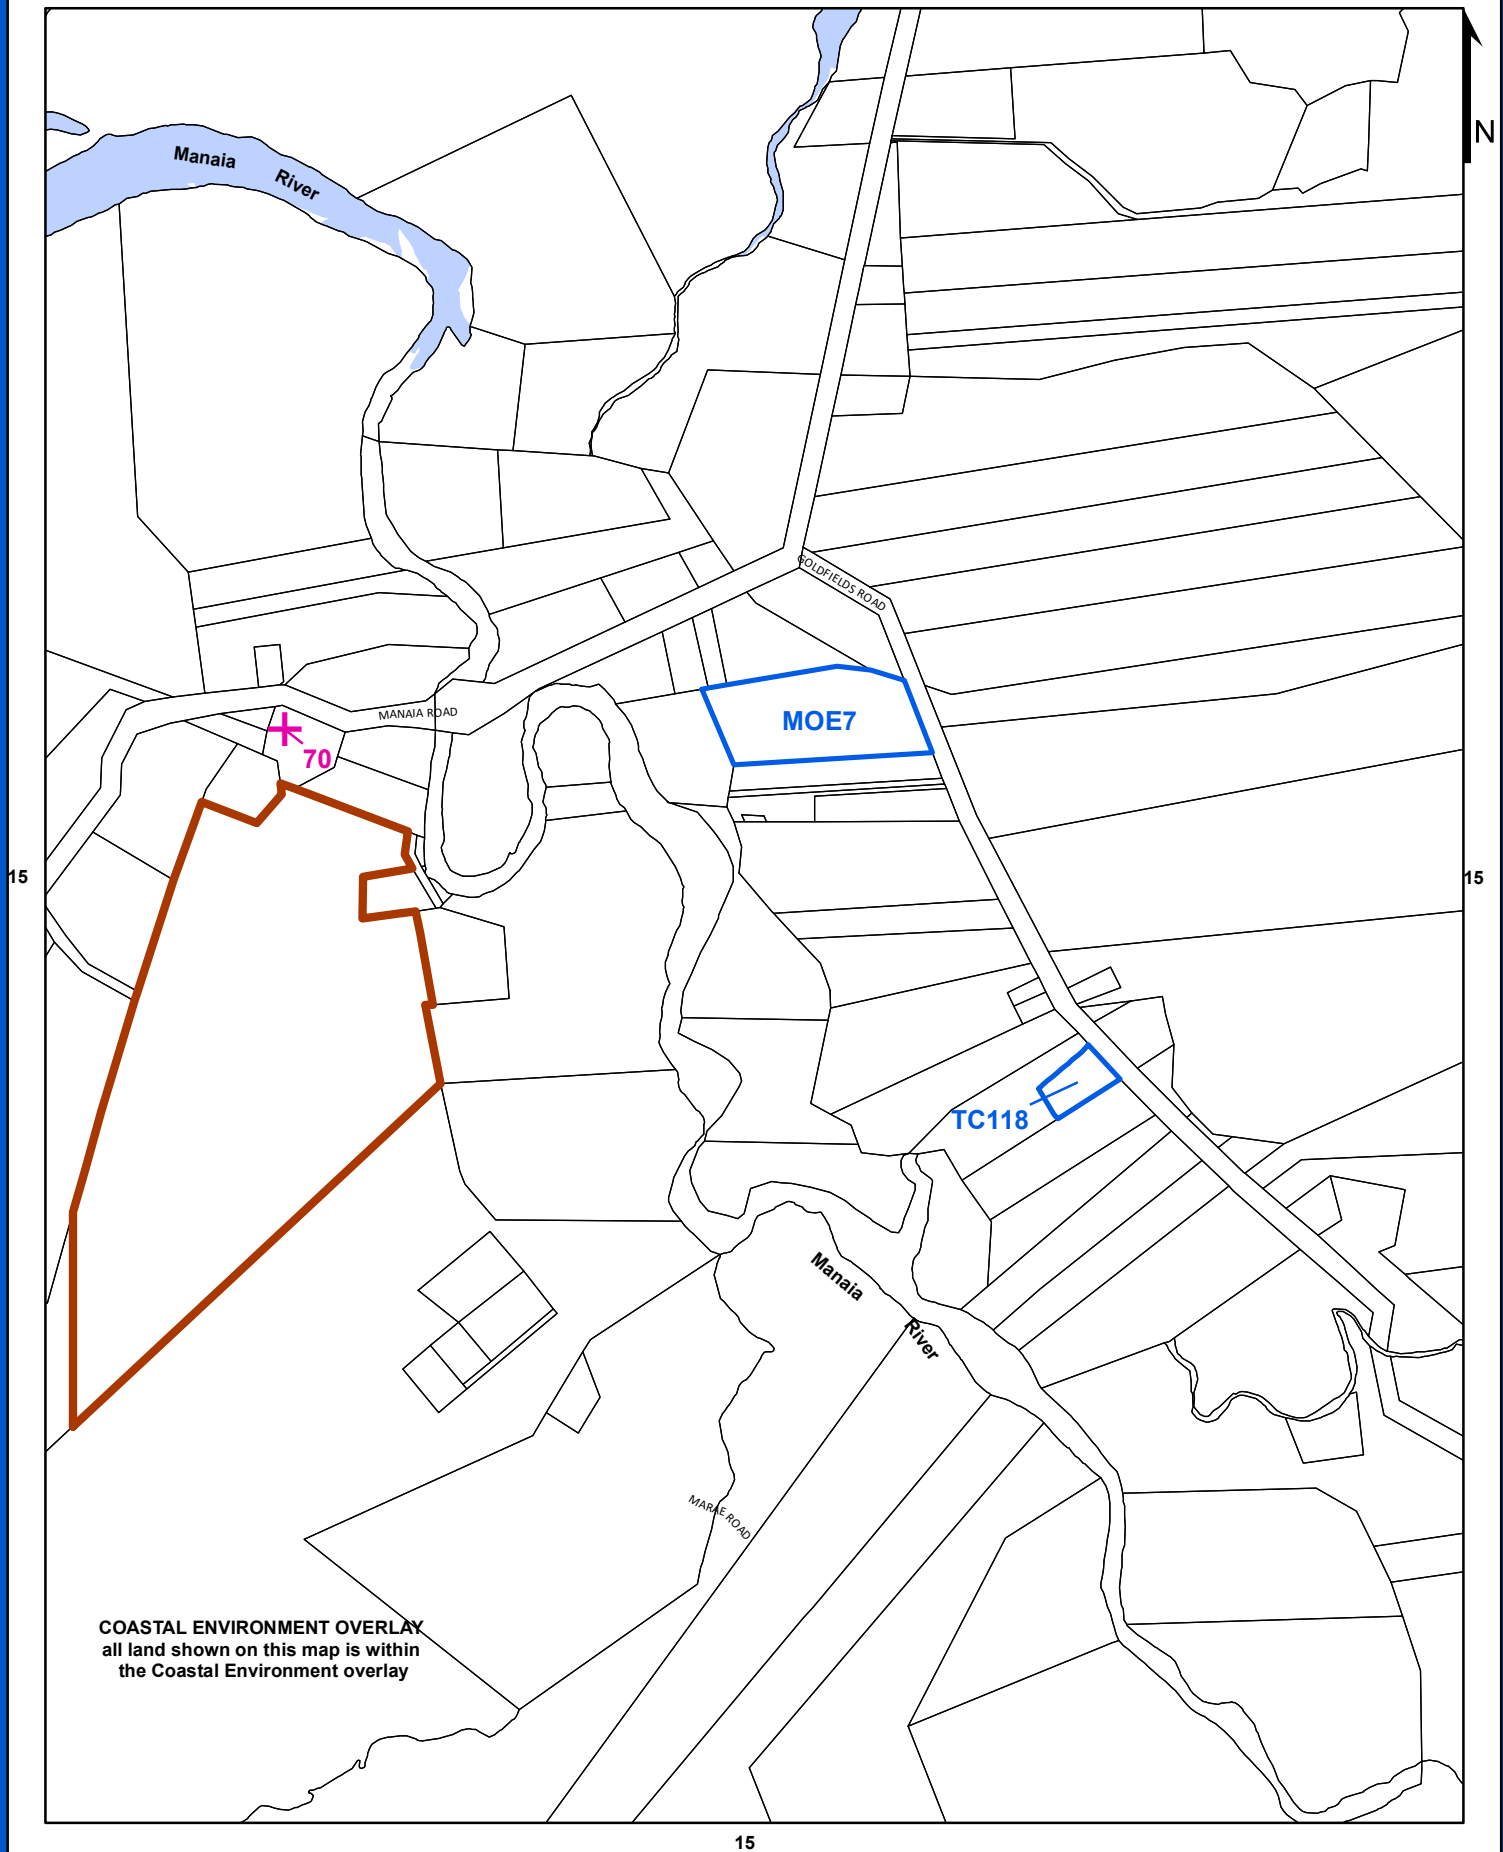 N
Manaia
River
GOLDFIELDS ROAD
MANAIA ROAD
MOE7
70
15
15
TC118
Manaia
River
MARAE ROAD
COASTAL ENVIRONMENT OVERLAY
all land shown on this map is within
the Coastal Environment overlay
15